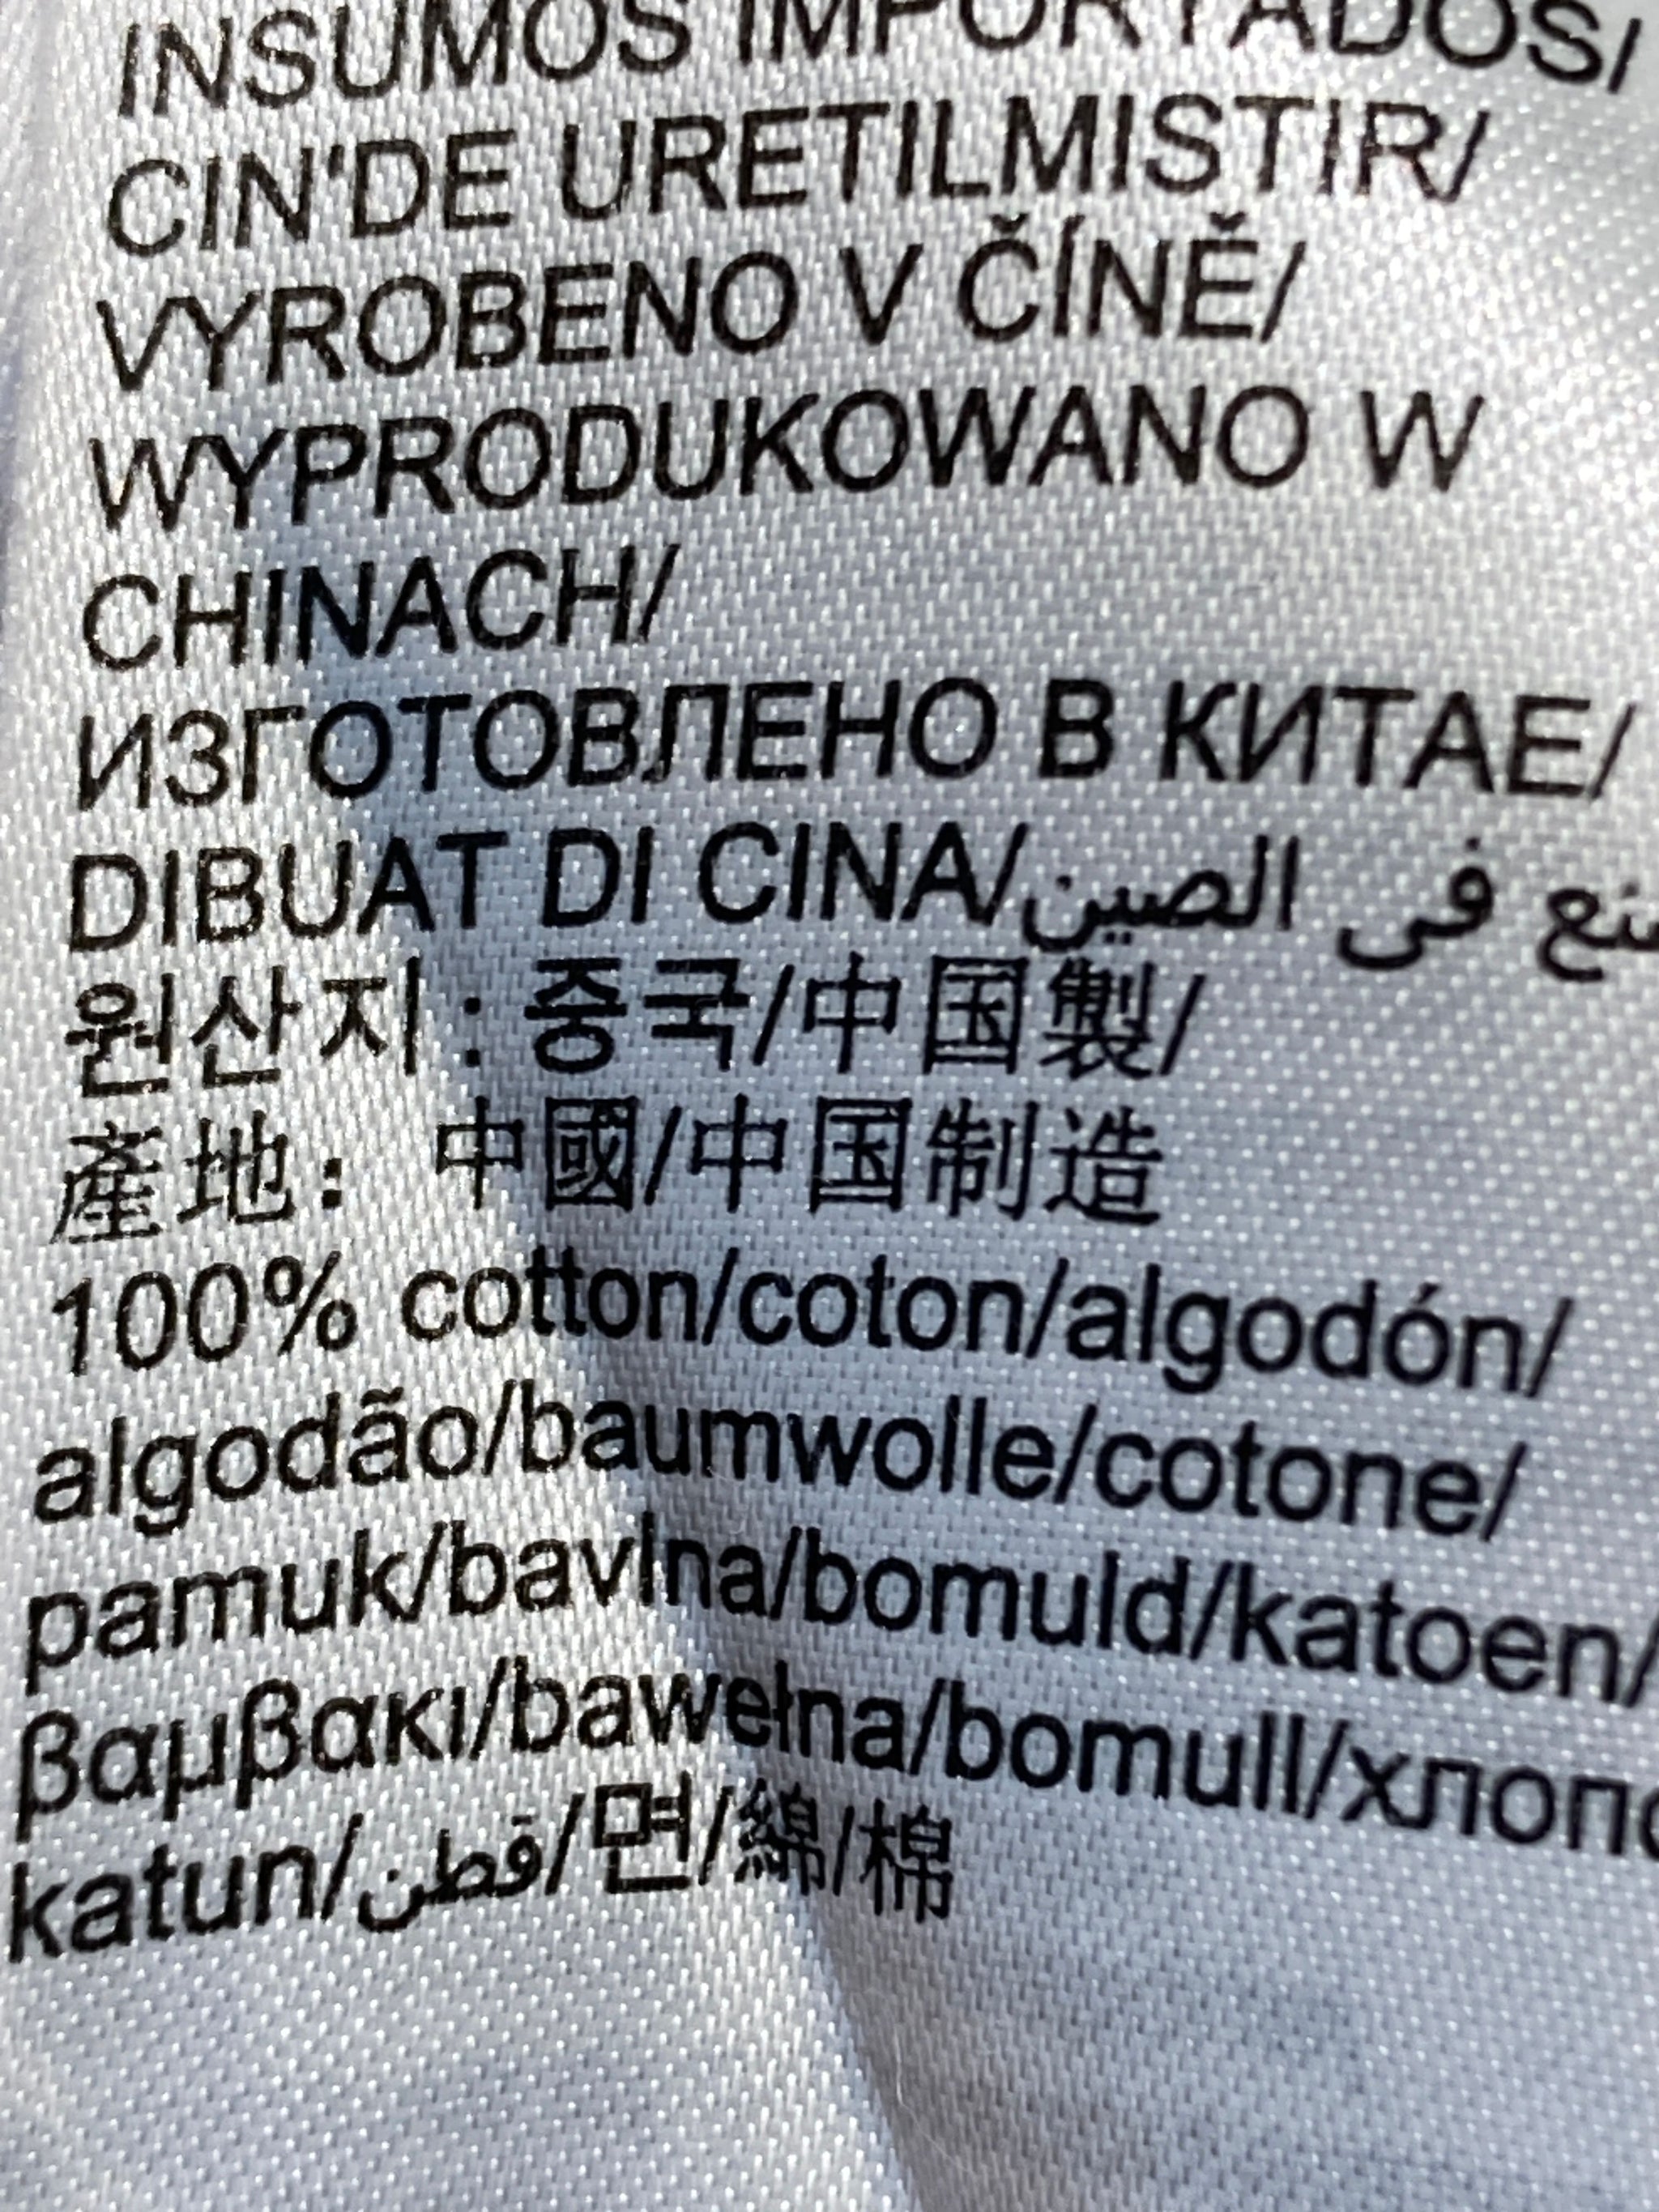 INSUMOS IMPORTADOS/
CIN'DE URETILMISTIR/
VYROBENO V ČÍNĚ/
WYPRODUKOWANO W
CHINACH/
ИЗГОТОВЛЕНО В КИТАЕ/
DIBUAT DI CINA/في الصين
원산지 : 중국/中国製/
產地： 中國/中国制造
100% cotton/coton/algodón/
algodão/baumwolle/cotone/
pamuk/bavlna/bomuld/katoen/
βαμβακι/bawełna/bomull/
katun/قطن/면/綿/棉